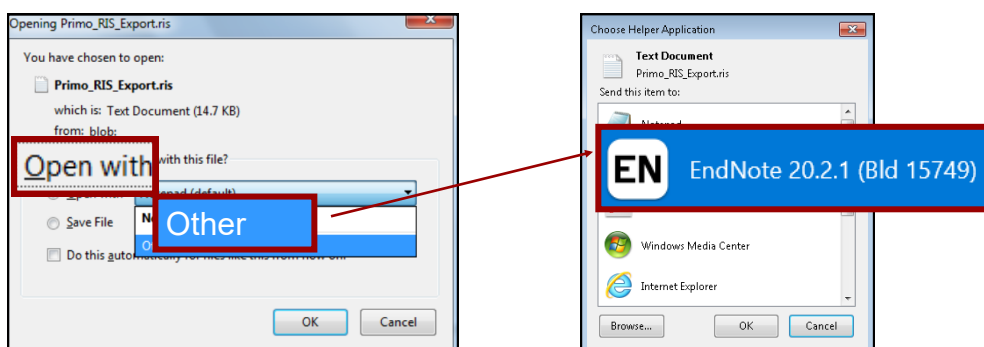 Opening Primo_RIS_Export.ris
You have chosen to open:
Primo_RIS_Export.ris
which is: Text Document (14.7 KB)
from: blob:
with this file?
Open with
(default)
Save File
Other
Do this automatically for files like this from now on.
OK Cancel
Choose Helper Application
Text Document
Primo_RIS_Export.ris
Send this item to:
Notepad
EN EndNote 20.2.1 (Bld 15749)
Windows Media Center
Internet Explorer
Browse... OK Cancel